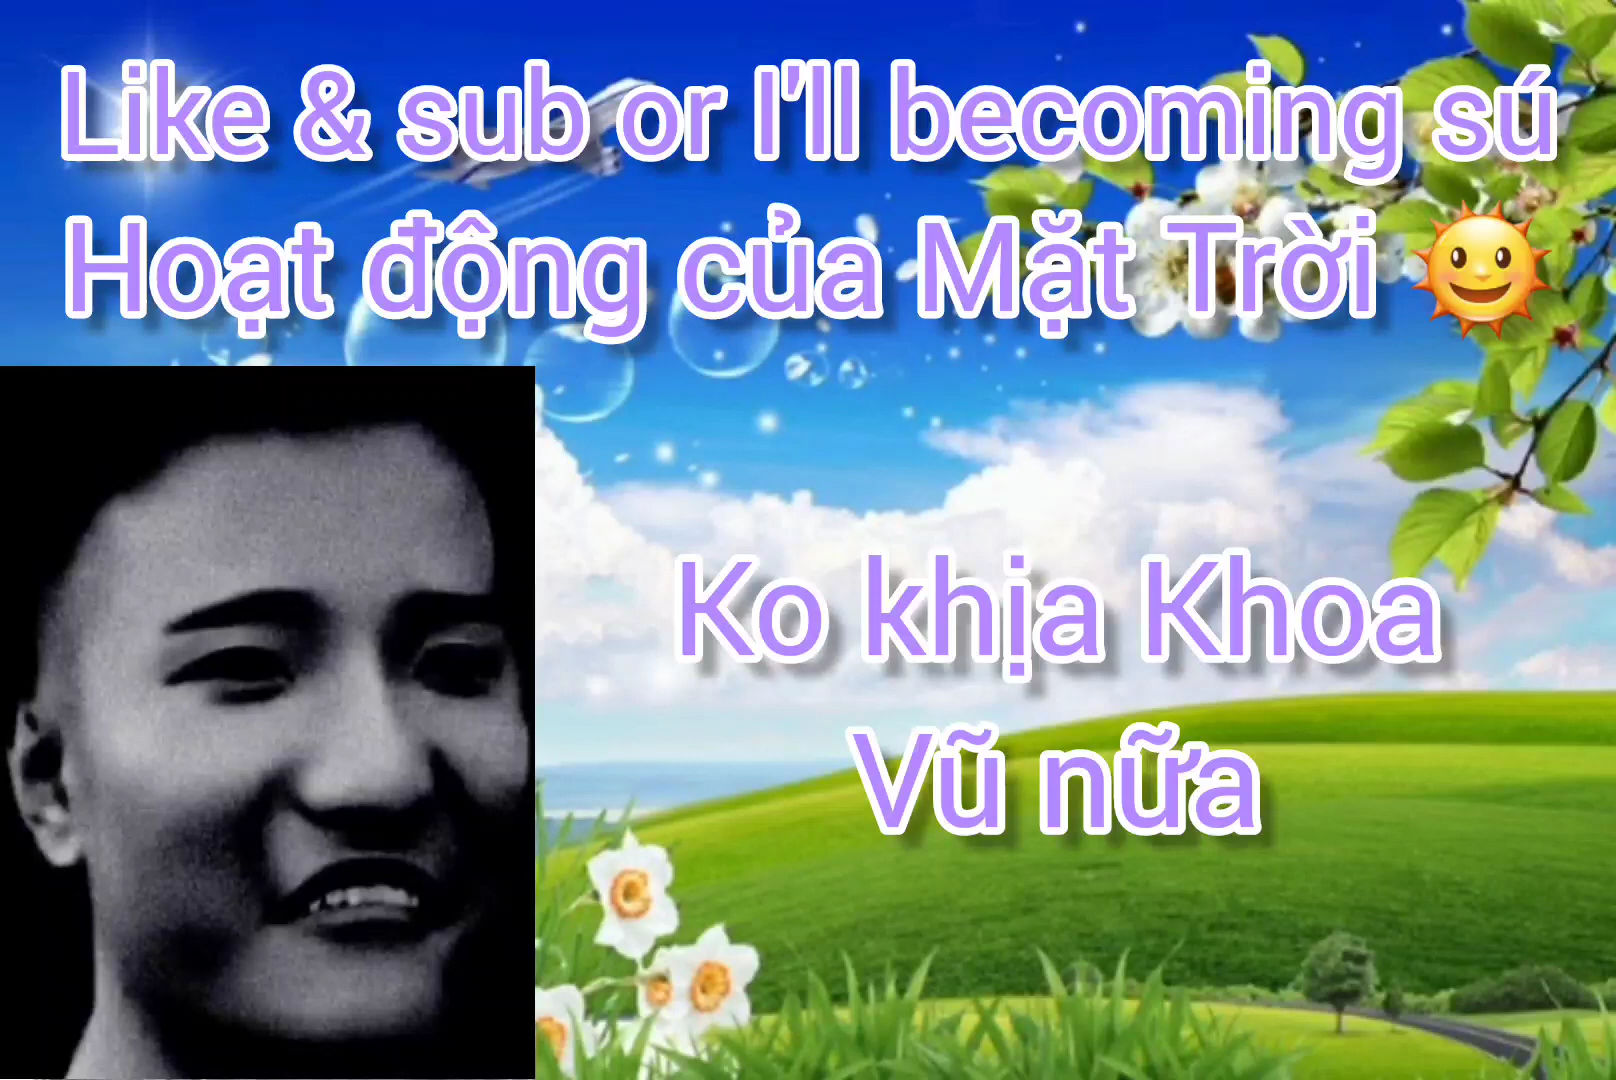 Like & sub or I'll becoming sú
Hoạt động của Mặt Trời 🌞
Ko khịa Khoa
Vũ nữa